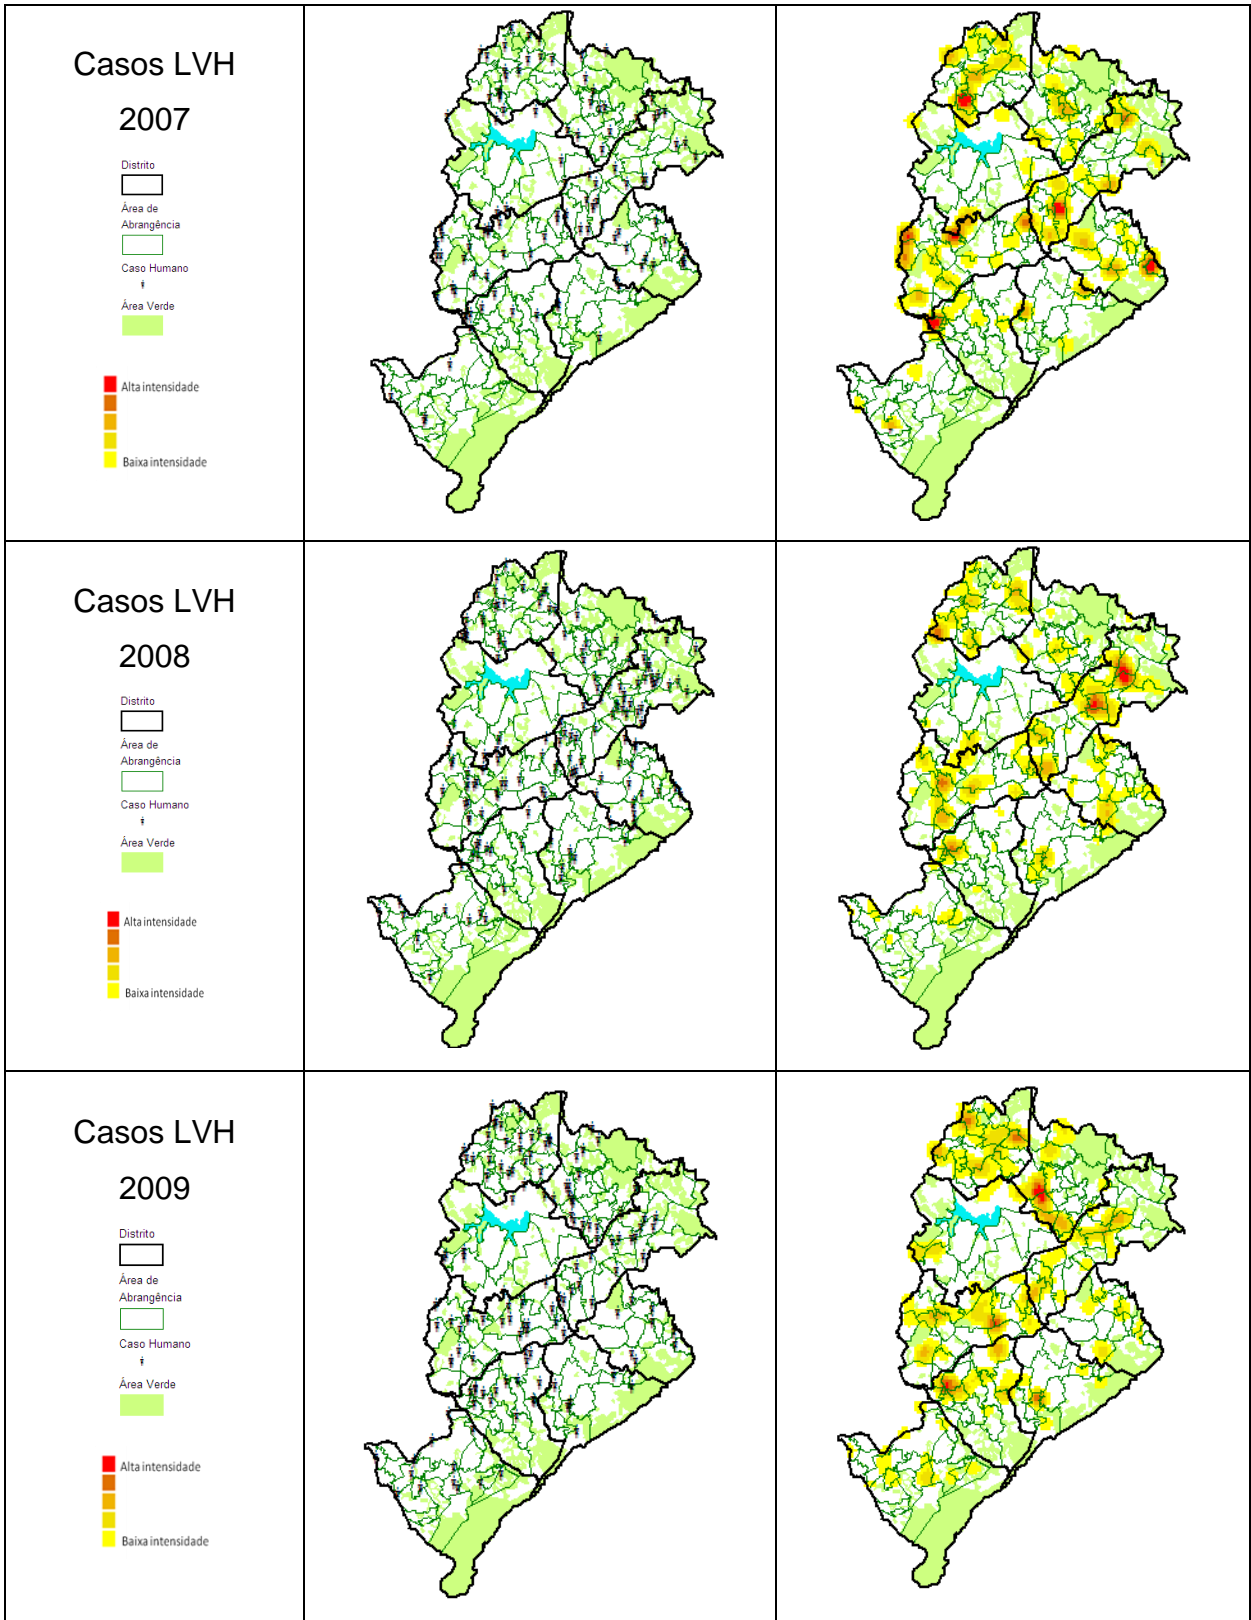 Casos LVH
2007
Distrito
Área de
Abrangência
Caso Humano
Área Verde
Alta intensidade
Baixa intensidade
Casos LVH
2008
Distrito
Área de
Abrangência
Caso Humano
Área Verde
Alta intensidade
Baixa intensidade
Casos LVH
2009
Distrito
Área de
Abrangência
Caso Humano
Área Verde
Alta intensidade
Baixa intensidade